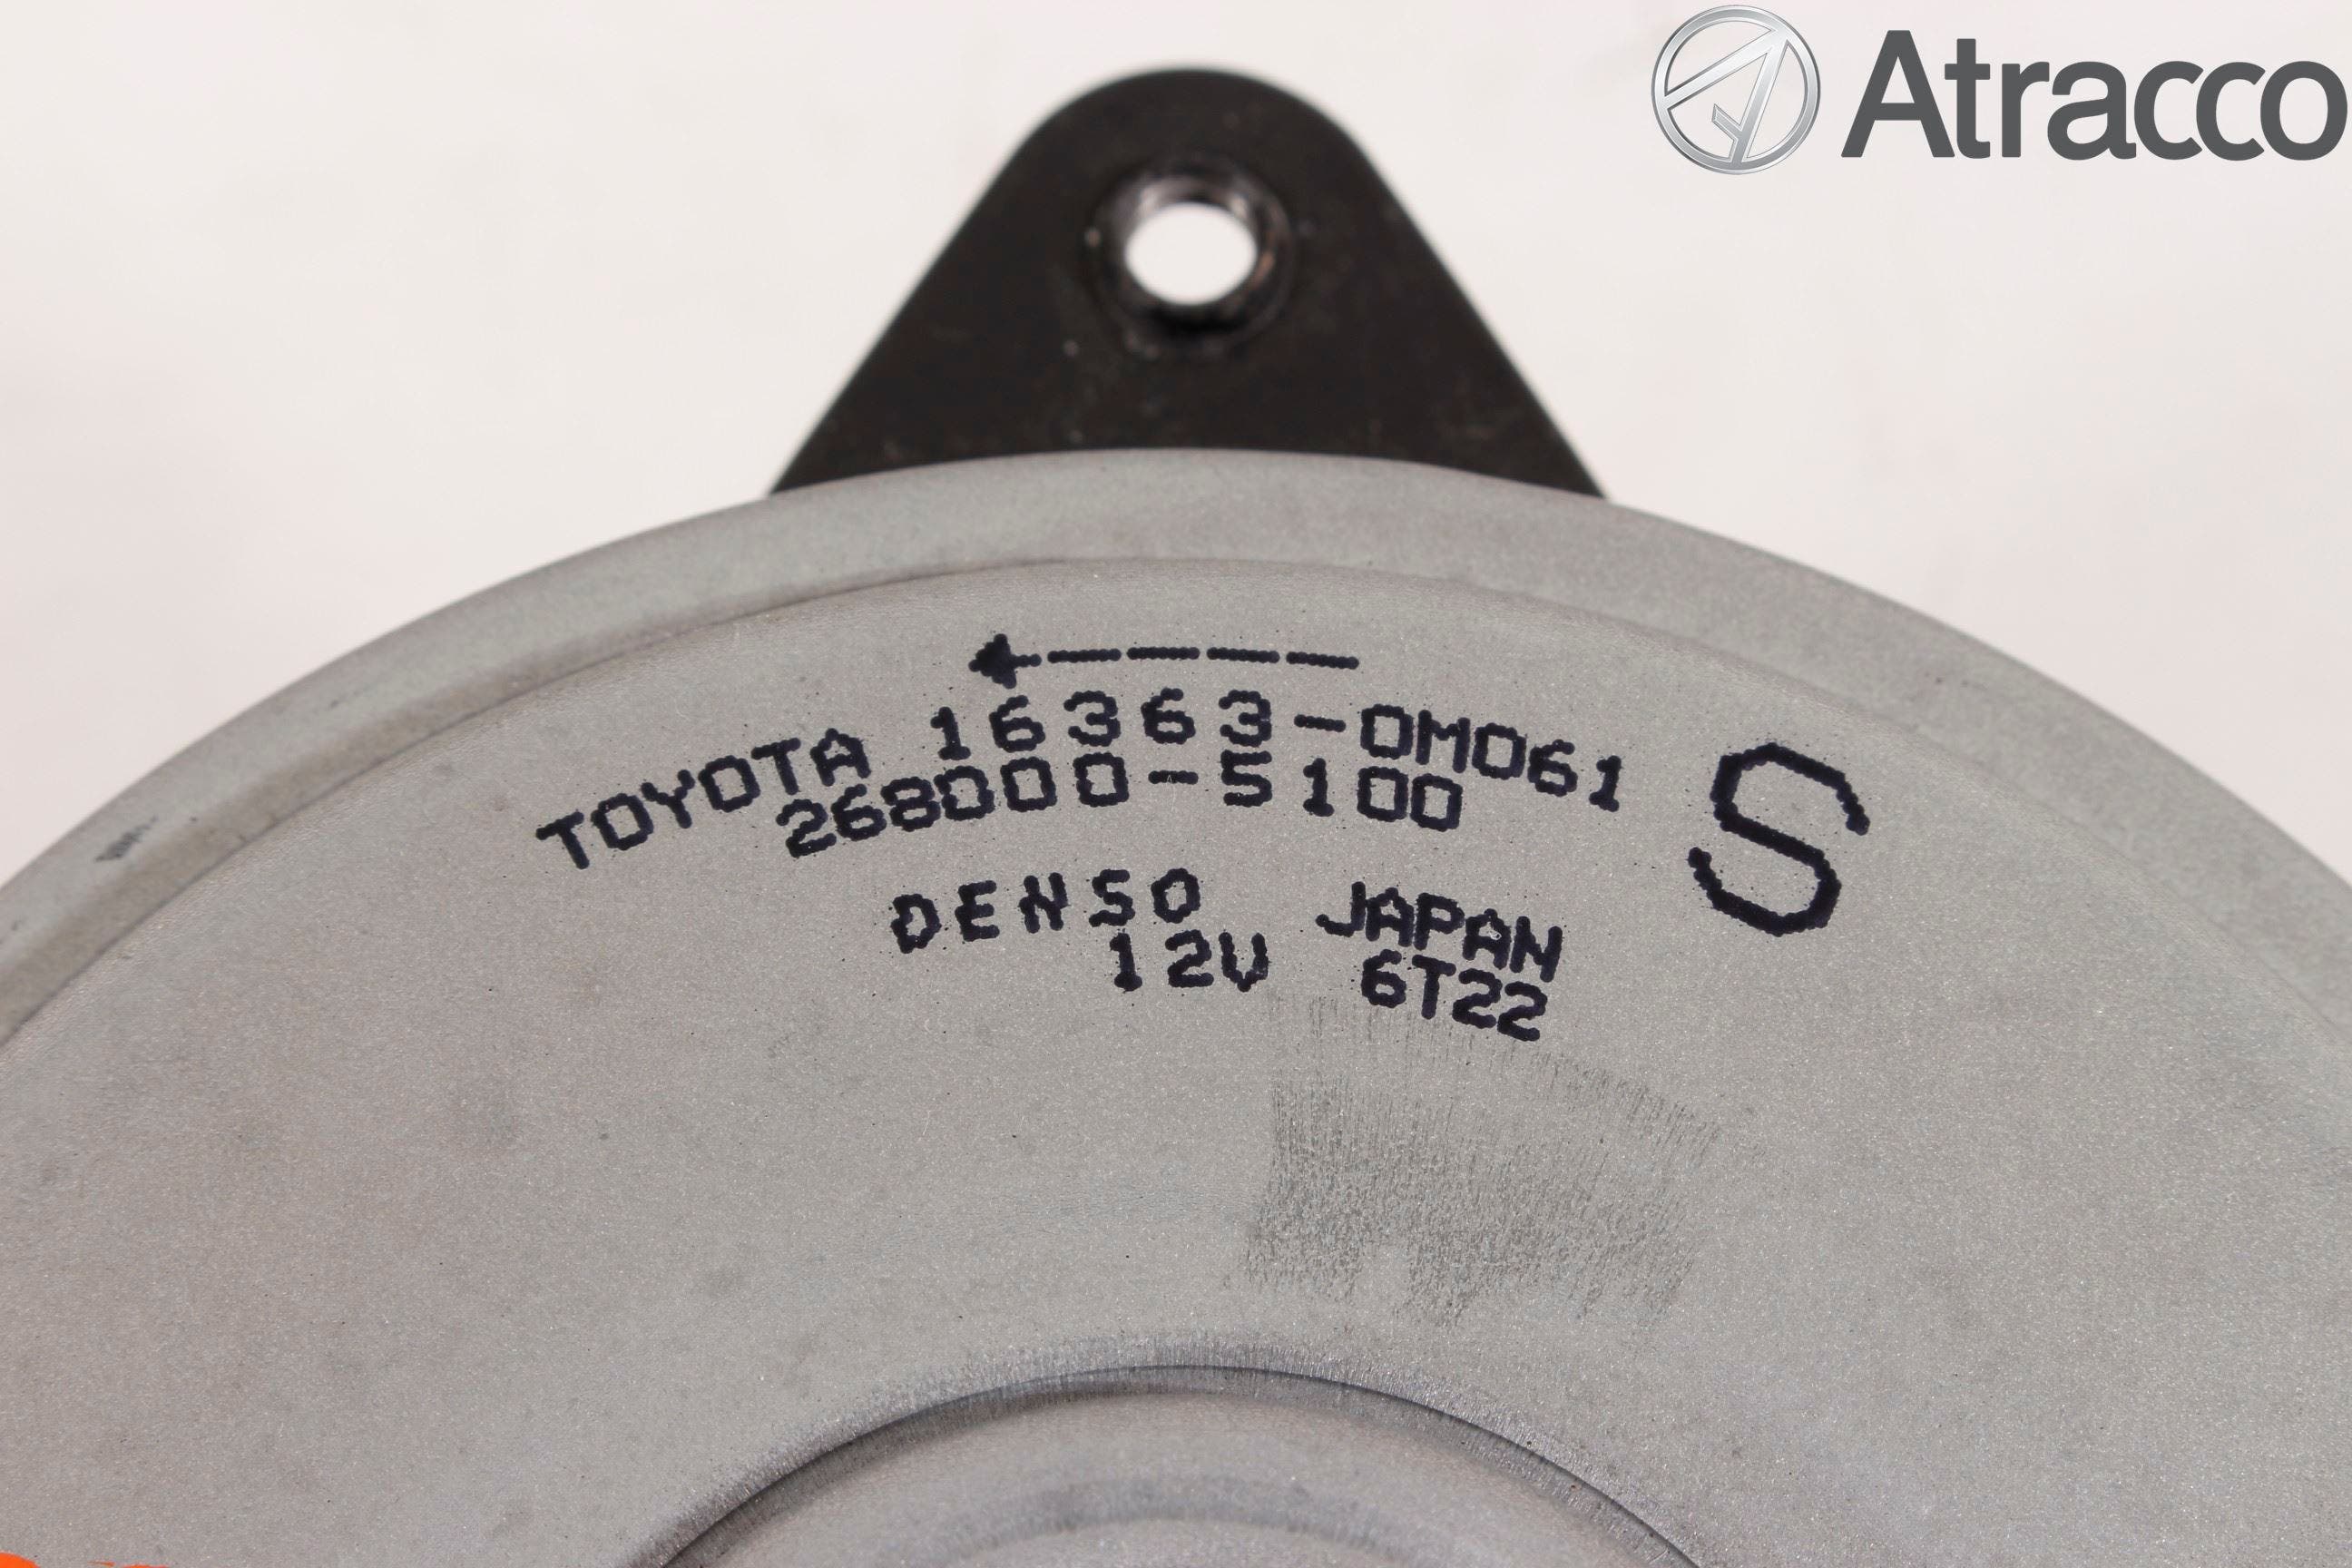 Atracco
TOYOTA 16363-0M061
268000-5100
S
DENSO JAPAN
12V 6T22